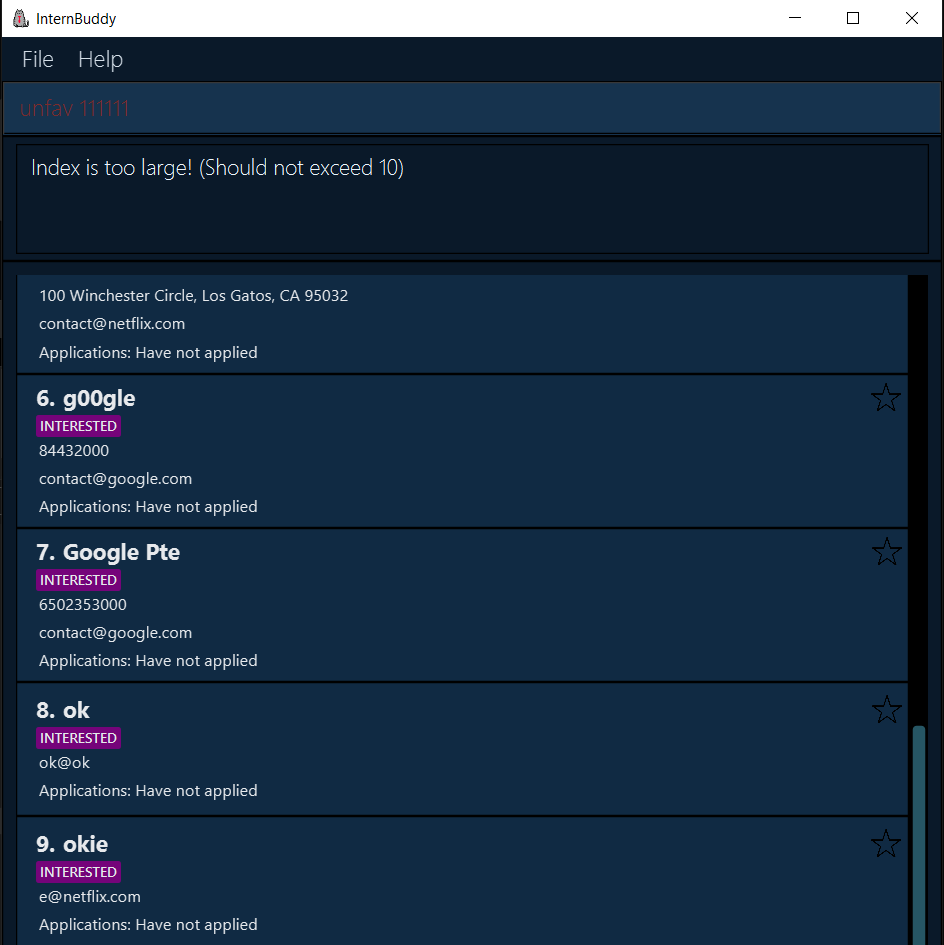 InternBuddy
File Help
unfav 111111
Index is too large! (Should not exceed 10)
100 Winchester Circle, Los Gatos, CA 95032
contact@netflix.com
Applications: Have not applied
6. g00gle
INTERESTED
84432000
contact@google.com
Applications: Have not applied
7. Google Pte
INTERESTED
6502353000
contact@google.com
Applications: Have not applied
8. ok
INTERESTED
ok@ok
Applications: Have not applied
9. okie
INTERESTED
e@netflix.com
Applications: Have not applied